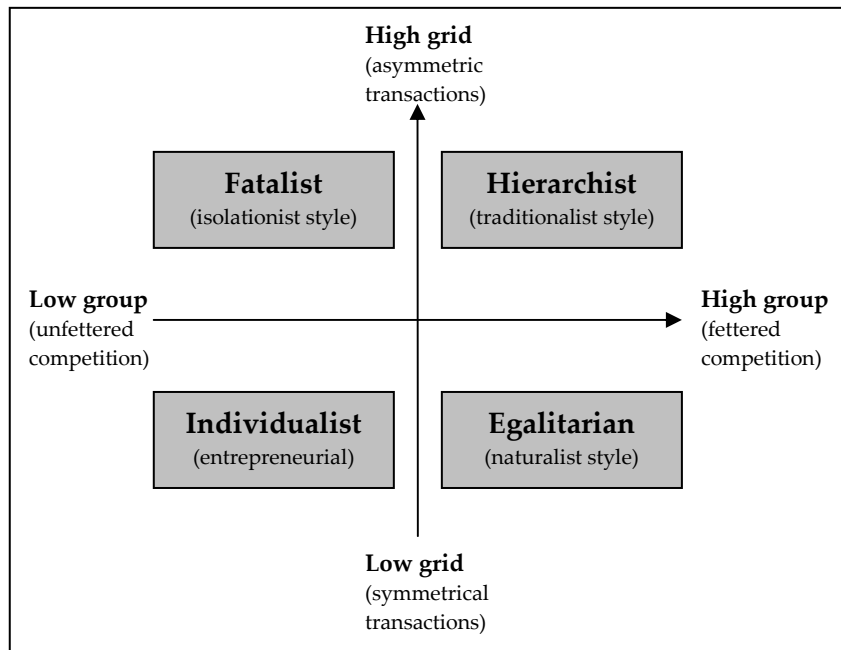 High grid
(asymmetric
transactions)
Fatalist
(isolationist style)
Hierarchist
(traditionalist style)
Low group
(unfettered
competition)
High group
(fettered
competition)
Individualist
(entrepreneurial)
Egalitarian
(naturalist style)
Low grid
(symmetrical
transactions)